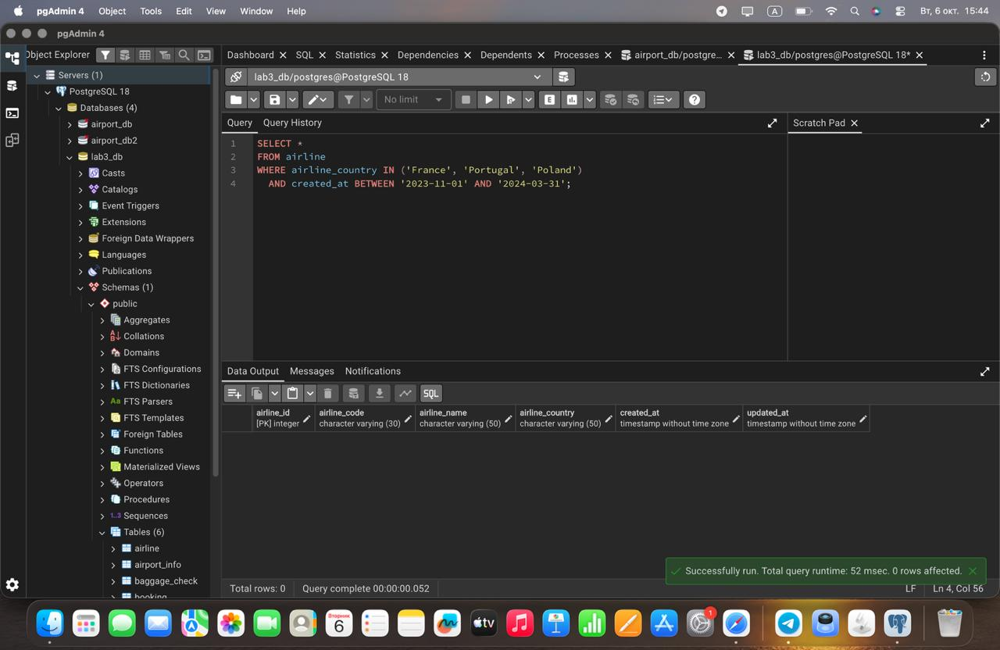 pgAdmin 4 Object Tools Edit View Window Help A Вт, 6 окт. 15:44
pgAdmin 4
Object Explorer
Dashboard SQL Statistics Dependencies Dependents Processes airport_db/postgre... lab3_db/postgres@PostgreSQL 18*
Servers (1)
PostgreSQL 18
Databases (4)
airport_db
airport_db2
lab3_db
Casts
Catalogs
Event Triggers
Extensions
Foreign Data Wrappers
Languages
Publications
Schemas (1)
public
Aggregates
Collations
Domains
FTS Configurations
FTS Dictionaries
FTS Parsers
FTS Templates
Foreign Tables
Functions
Materialized Views
Operators
Procedures
1..3 Sequences
Tables (6)
airline
airport_info
baggage_check
booking
lab3_db/postgres@PostgreSQL 18
No limit E
Query Query History Scratch Pad
1 SELECT *
2 FROM airline
3 WHERE airline_country IN ('France', 'Portugal', 'Poland')
4 AND created_at BETWEEN '2023-11-01' AND '2024-03-31';
Data Output Messages Notifications
SQL
airline_id airline_code airline_name airline_country created_at updated_at
[PK] integer character varying (30) character varying (50) character varying (50) timestamp without time zone timestamp without time zone
Successfully run. Total query runtime: 52 msec. 0 rows affected.
Total rows: 0 Query complete 00:00:00.052 LF Ln 4, Col 56
Вторник
6
tv
1